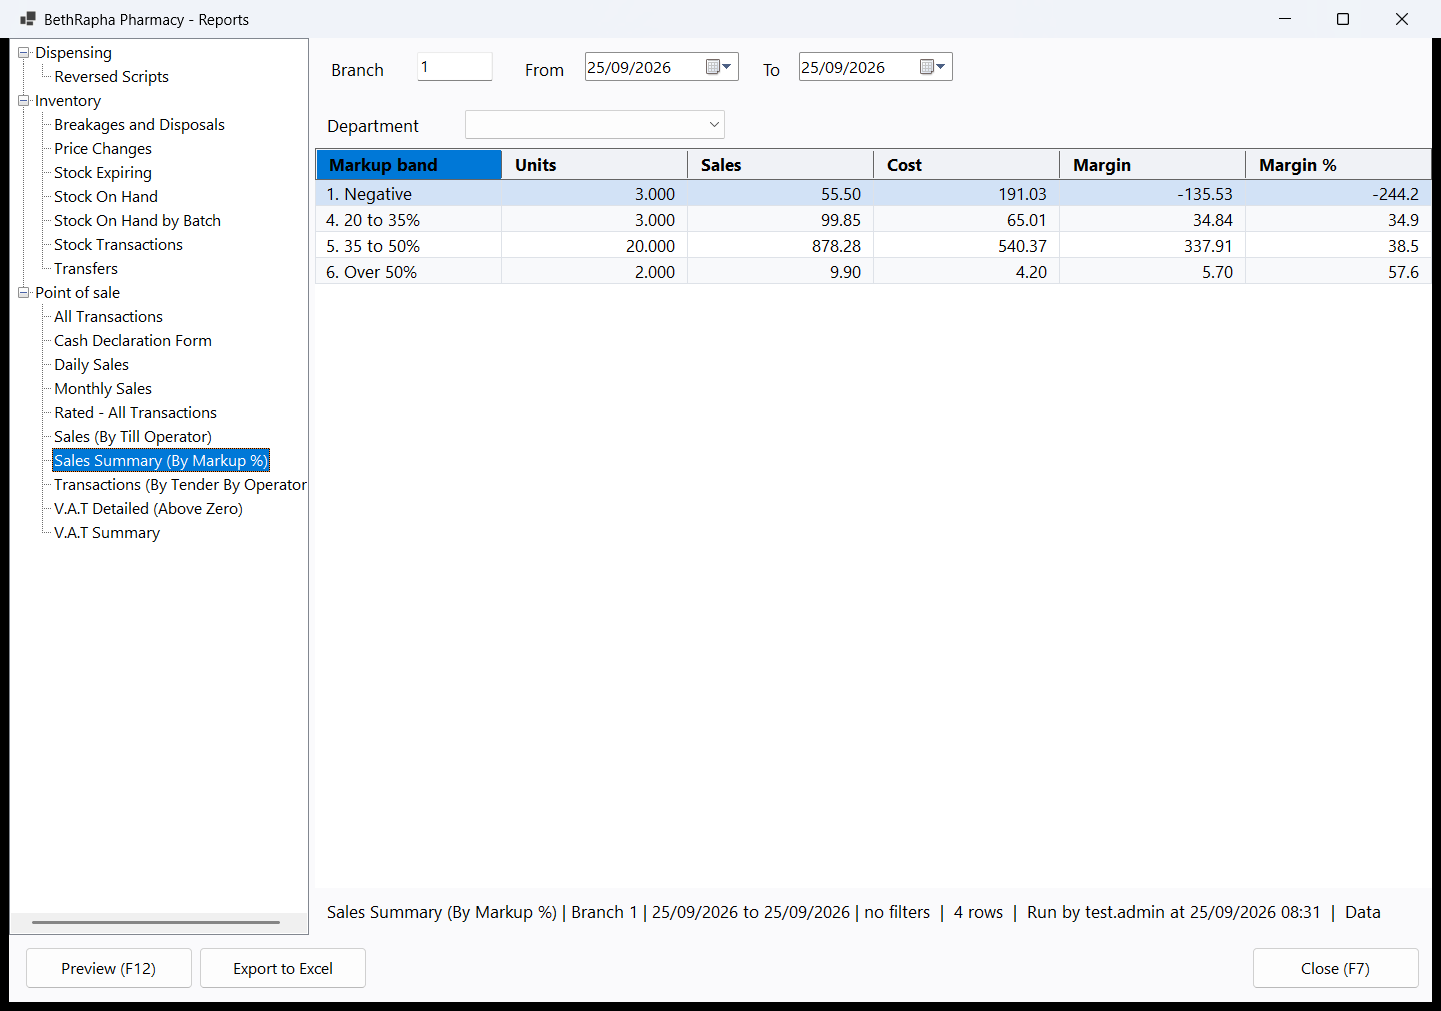 BethRapha Pharmacy - Reports
Dispensing
Reversed Scripts
Inventory
Breakages and Disposals
Price Changes
Stock Expiring
Stock On Hand
Stock On Hand by Batch
Stock Transactions
Transfers
Point of sale
All Transactions
Cash Declaration Form
Daily Sales
Monthly Sales
Rated - All Transactions
Sales (By Till Operator)
Sales Summary (By Markup %)
Transactions (By Tender By Operator
V.A.T Detailed (Above Zero)
V.A.T Summary
Branch 1 From 25/09/2026 To 25/09/2026
Department
Markup band Units Sales Cost Margin Margin %
1. Negative 3.000 55.50 191.03 -135.53 -244.2
4. 20 to 35% 3.000 99.85 65.01 34.84 34.9
5. 35 to 50% 20.000 878.28 540.37 337.91 38.5
6. Over 50% 2.000 9.90 4.20 5.70 57.6
Sales Summary (By Markup %) | Branch 1 | 25/09/2026 to 25/09/2026 | no filters | 4 rows | Run by test.admin at 25/09/2026 08:31 | Data
Preview (F12) Export to Excel Close (F7)